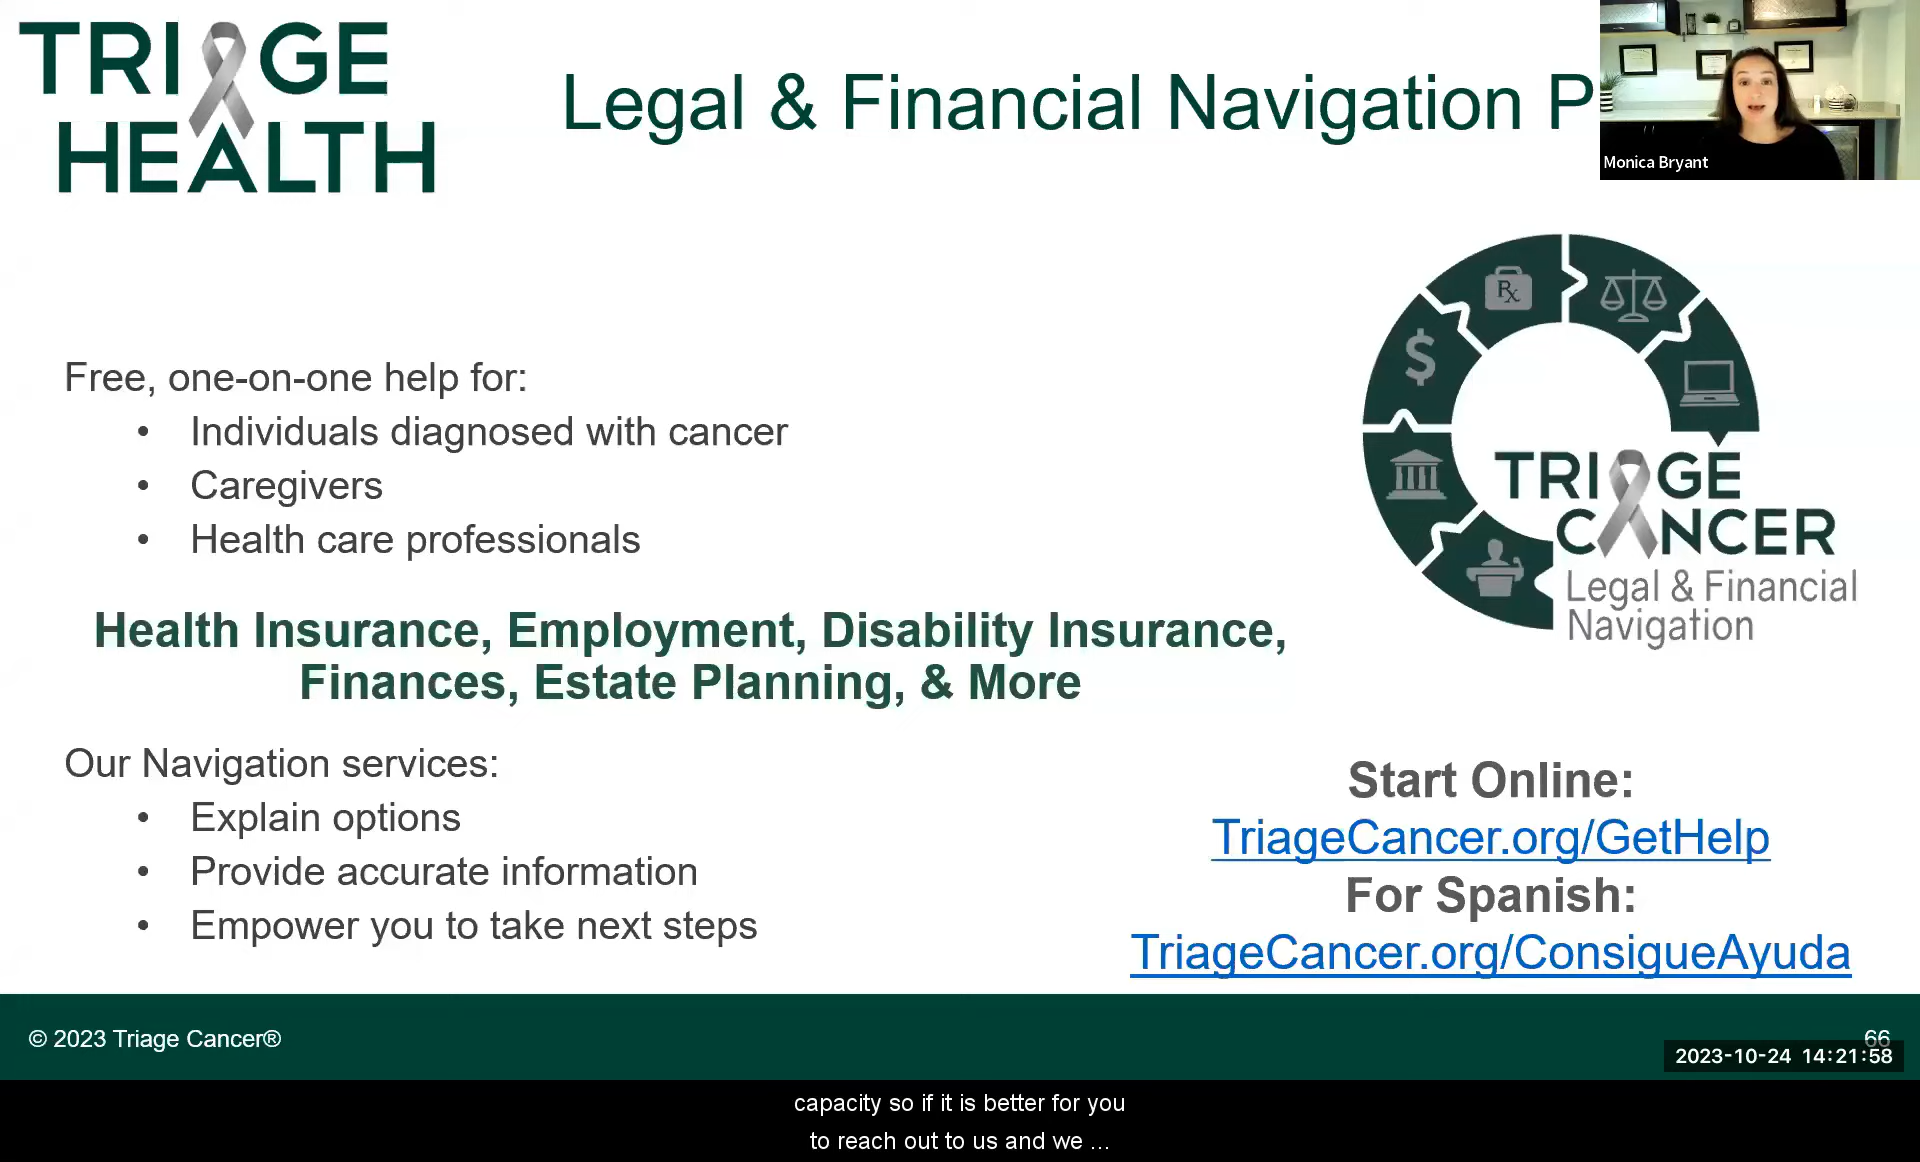 TRIAGE
HEALTH
Legal & Financial Navigation P
Monica Bryant
Free, one-on-one help for:
• Individuals diagnosed with cancer
• Caregivers
• Health care professionals
Health Insurance, Employment, Disability Insurance,
Finances, Estate Planning, & More
Our Navigation services:
• Explain options
• Provide accurate information
• Empower you to take next steps
Rx
$
TRIAGE
CANCER
Legal & Financial
Navigation
Start Online:
TriageCancer.org/GetHelp
For Spanish:
TriageCancer.org/ConsigueAyuda
© 2023 Triage Cancer®
66
2023-10-24 14:21:58
capacity so if it is better for you
to reach out to us and we ...